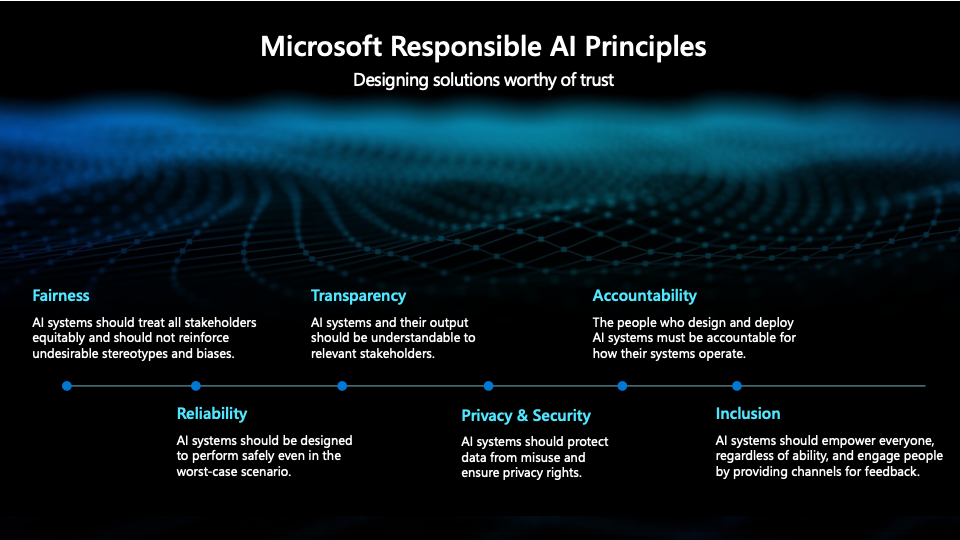 Microsoft Responsible AI Principles
Designing solutions worthy of trust
Fairness
AI systems should treat all stakeholders
equitably and should not reinforce
undesirable stereotypes and biases.
Transparency
AI systems and their output
should be understandable to
relevant stakeholders.
Accountability
The people who design and deploy
AI systems must be accountable for
how their systems operate.
Reliability
AI systems should be designed
to perform safely even in the
worst-case scenario.
Privacy & Security
AI systems should protect
data from misuse and
ensure privacy rights.
Inclusion
AI systems should empower everyone,
regardless of ability, and engage people
by providing channels for feedback.